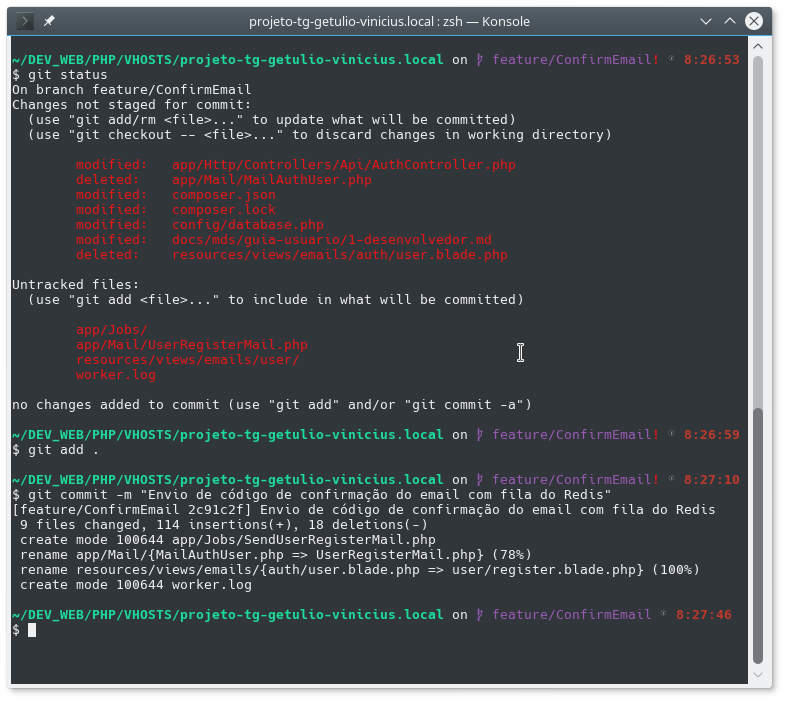 projeto-tg-getulio-vinicius.local : zsh — Konsole
~/DEV_WEB/PHP/VHOSTS/projeto-tg-getulio-vinicius.local on feature/ConfirmEmail! 8:26:53
$ git status
On branch feature/ConfirmEmail
Changes not staged for commit:
  (use "git add/rm <file>..." to update what will be committed)
  (use "git checkout -- <file>..." to discard changes in working directory)
        modified:   app/Http/Controllers/Api/AuthController.php
        deleted:    app/Mail/MailAuthUser.php
        modified:   composer.json
        modified:   composer.lock
        modified:   config/database.php
        modified:   docs/mds/guia-usuario/1-desenvolvedor.md
        deleted:    resources/views/emails/auth/user.blade.php
Untracked files:
  (use "git add <file>..." to include in what will be committed)
        app/Jobs/
        app/Mail/UserRegisterMail.php
        resources/views/emails/user/
        worker.log
no changes added to commit (use "git add" and/or "git commit -a")
~/DEV_WEB/PHP/VHOSTS/projeto-tg-getulio-vinicius.local on feature/ConfirmEmail! 8:26:59
$ git add .
~/DEV_WEB/PHP/VHOSTS/projeto-tg-getulio-vinicius.local on feature/ConfirmEmail! 8:27:10
$ git commit -m "Envio de código de confirmação do email com fila do Redis"
[feature/ConfirmEmail 2c91c2f] Envio de código de confirmação do email com fila do Redis
 9 files changed, 114 insertions(+), 18 deletions(-)
 create mode 100644 app/Jobs/SendUserRegisterMail.php
 rename app/Mail/{MailAuthUser.php => UserRegisterMail.php} (78%)
 rename resources/views/emails/{auth/user.blade.php => user/register.blade.php} (100%)
 create mode 100644 worker.log
~/DEV_WEB/PHP/VHOSTS/projeto-tg-getulio-vinicius.local on feature/ConfirmEmail 8:27:46
$